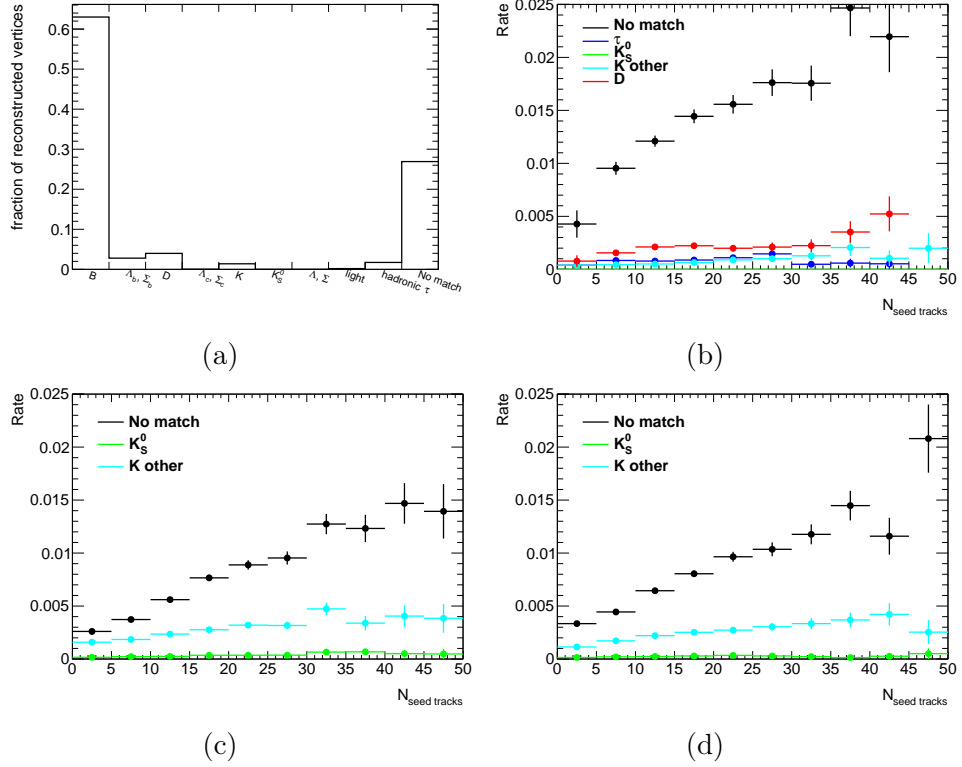 fraction of reconstructed vertices
0.6
0.5
0.4
0.3
0.2
0.1
0
B
Λb, Σb
D
Λc, Σc
K
K⁰S
Λ, Σ
light
hadronic τ
No match
(a)
Rate
0.025
0.02
0.015
0.01
0.005
0
No match
τ
K⁰S
K other
D
0 5 10 15 20 25 30 35 40 45 50
Nseed tracks
(b)
Rate
0.025
0.02
0.015
0.01
0.005
0
No match
K⁰S
K other
0 5 10 15 20 25 30 35 40 45 50
Nseed tracks
(c)
Rate
0.025
0.02
0.015
0.01
0.005
0
No match
K⁰S
K other
0 5 10 15 20 25 30 35 40 45 50
Nseed tracks
(d)